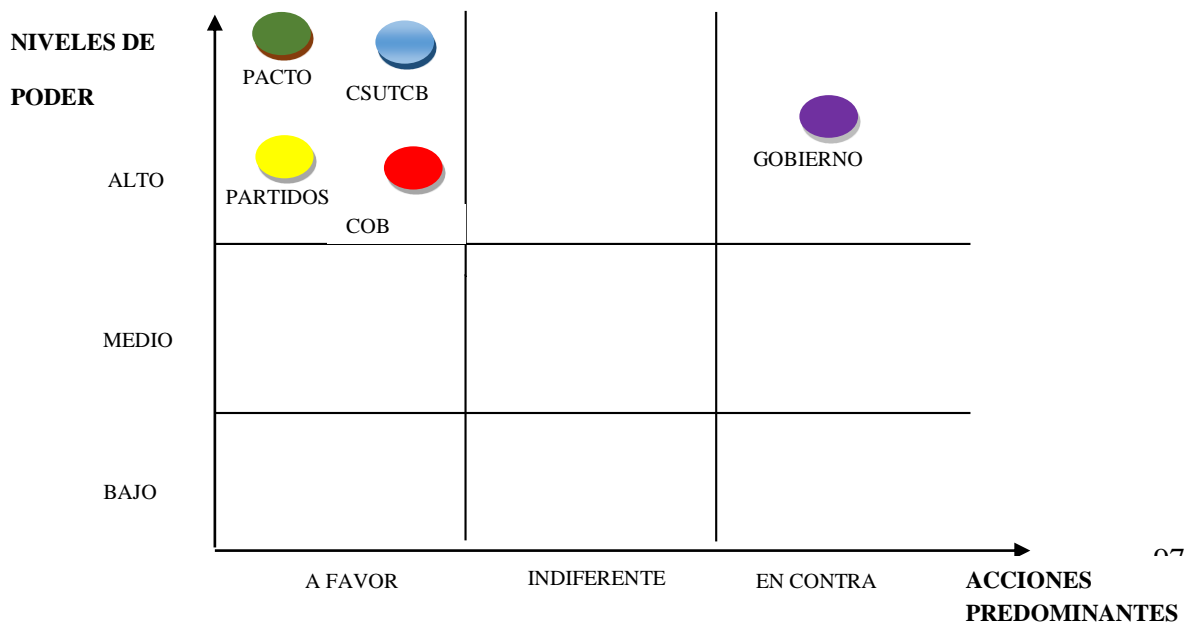 NIVELES DE
PODER
PACTO
CSUTCB
GOBIERNO
ALTO
PARTIDOS
COB
MEDIO
BAJO
A FAVOR
INDIFERENTE
EN CONTRA
ACCIONES
PREDOMINANTES